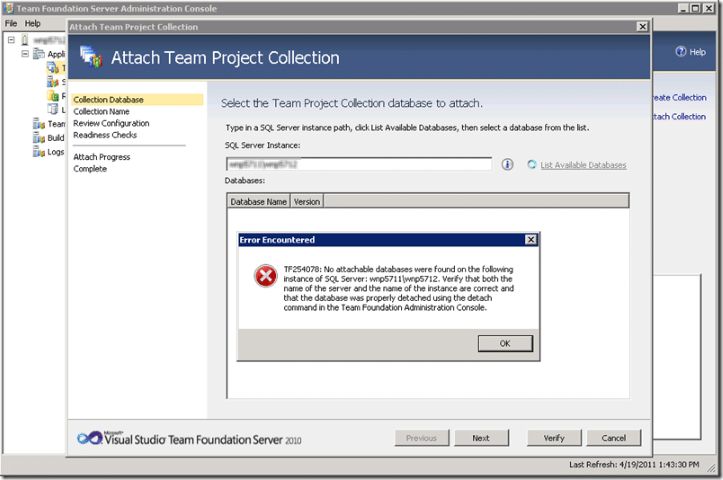 Team Foundation Server Administration Console
File Help
Attach Team Project Collection
Attach Team Project Collection
Help
Appli
T
S
R
L
Team
Build
Logs
reate Collection
ttach Collection
Collection Database
Collection Name
Review Configuration
Readiness Checks
Attach Progress
Complete
Select the Team Project Collection database to attach.
Type in a SQL Server instance path, click List Available Databases, then select a database from the list.
SQL Server Instance:
List Available Databases
Databases:
Database Name Version
Error Encountered
TF254078: No attachable databases were found on the following
instance of SQL Server: wnp5711\wnp5712. Verify that both the
name of the server and the name of the instance are correct and
that the database was properly detached using the detach
command in the Team Foundation Administration Console.
OK
Microsoft
Visual Studio Team Foundation Server 2010
Previous Next Verify Cancel
Last Refresh: 4/19/2011 1:43:30 PM